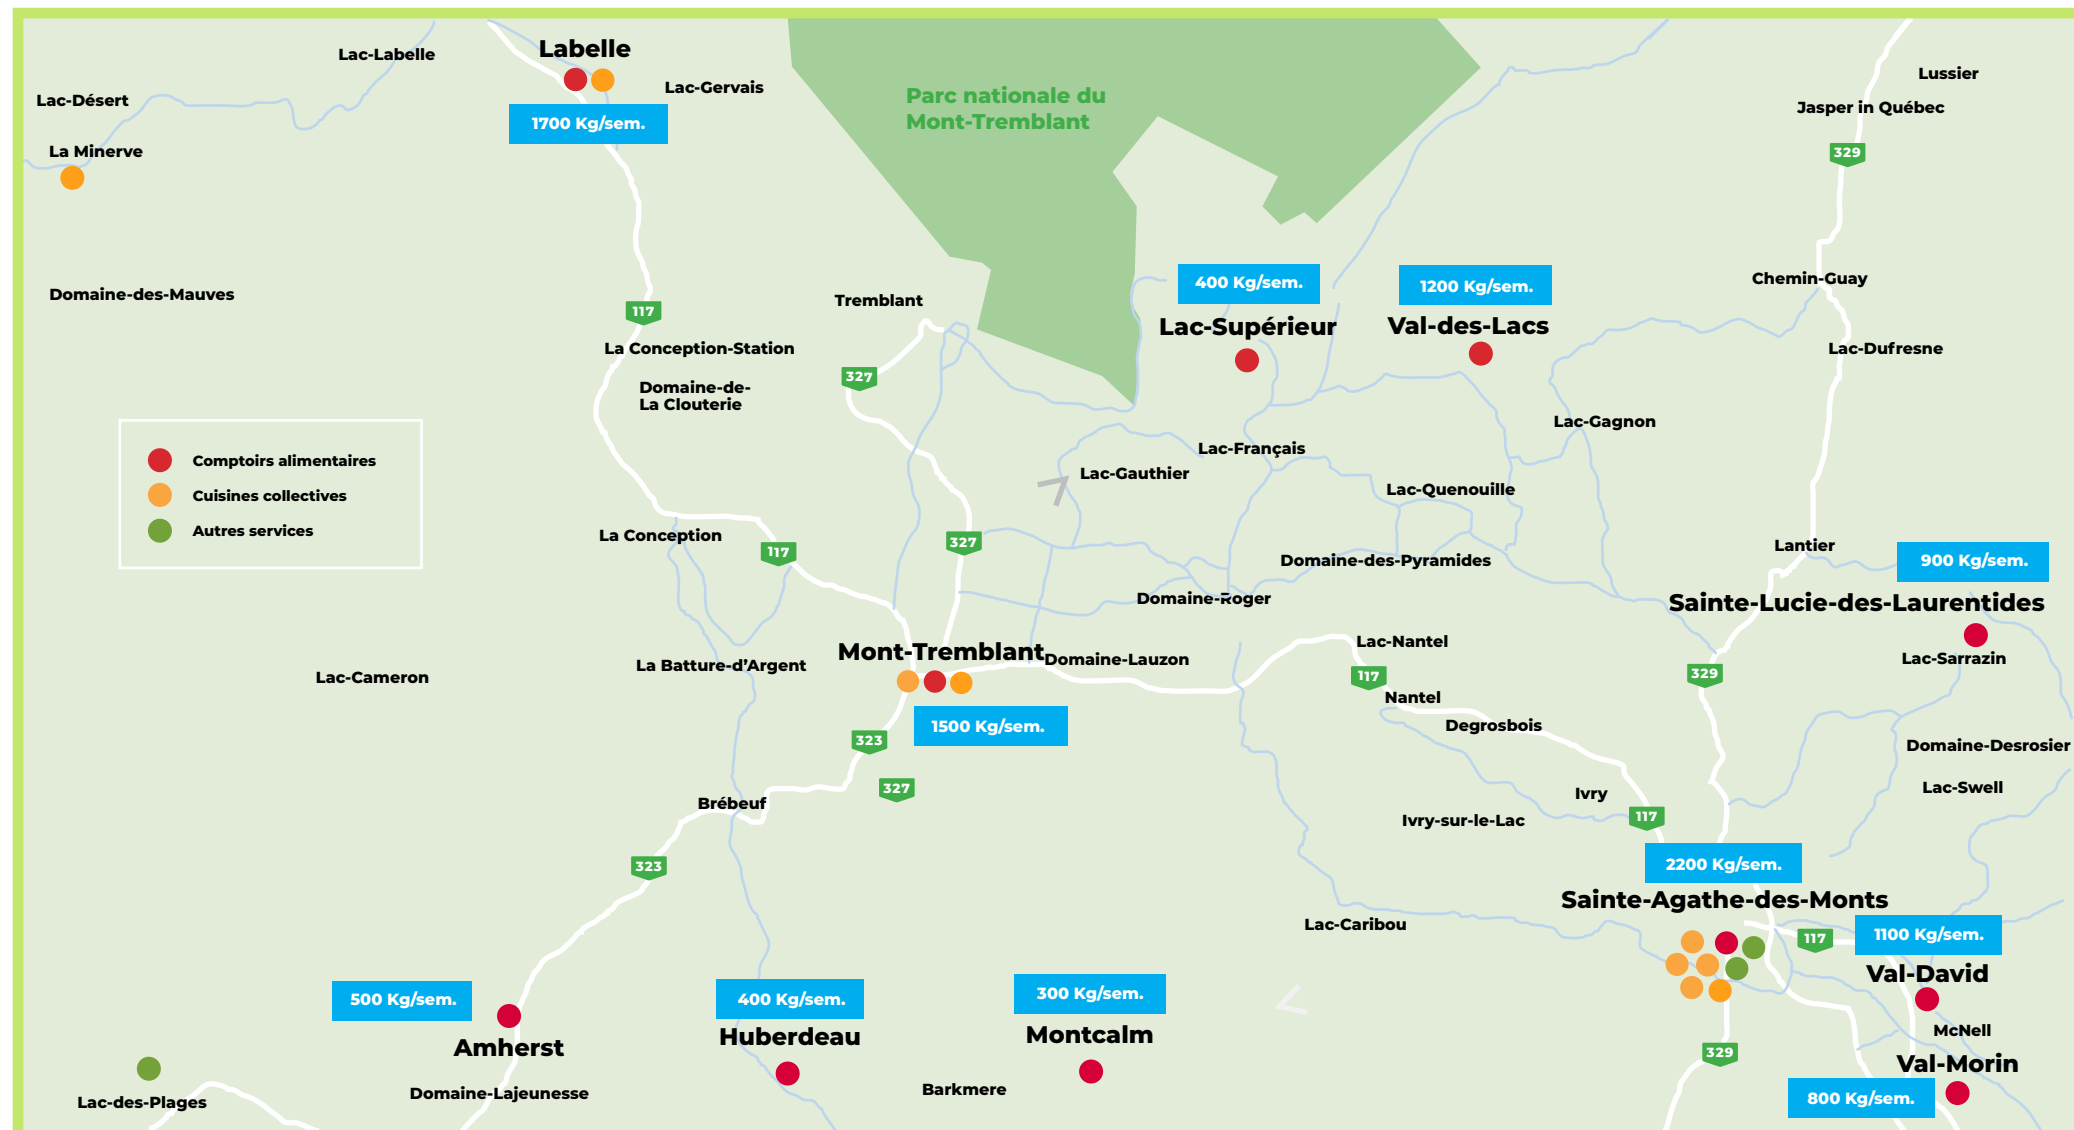 Labelle
Lac-Labelle
Lac-Gervais
Lac-Désert
1700 Kg/sem.
La Minerve
Parc nationale du
Mont-Tremblant
Lussier
Jasper in Québec
329
Domaine-des-Mauves
117
Tremblant
400 Kg/sem.
1200 Kg/sem.
Chemin-Guay
Lac-Supérieur
Val-des-Lacs
La Conception-Station
Lac-Dufresne
327
Domaine-de-
La Clouterie
Lac-Gagnon
Comptoirs alimentaires
Cuisines collectives
Autres services
Lac-Français
Lac-Gauthier
Lac-Quenouille
La Conception
117
327
Lantier
Domaine-des-Pyramides
900 Kg/sem.
Domaine-Roger
Sainte-Lucie-des-Laurentides
Lac-Nantel
Mont-Tremblant
Domaine-Lauzon
Lac-Sarrazin
La Batture-d’Argent
Lac-Cameron
117
329
Nantel
1500 Kg/sem.
Degrosbois
323
Domaine-Desrosier
327
Lac-Swell
Ivry
Brébeuf
117
Ivry-sur-le-Lac
323
2200 Kg/sem.
Sainte-Agathe-des-Monts
Lac-Caribou
117
1100 Kg/sem.
Val-David
500 Kg/sem.
400 Kg/sem.
300 Kg/sem.
McNell
Amherst
Huberdeau
Montcalm
329
Val-Morin
Domaine-Lajeunesse
Barkmere
800 Kg/sem.
Lac-des-Plages